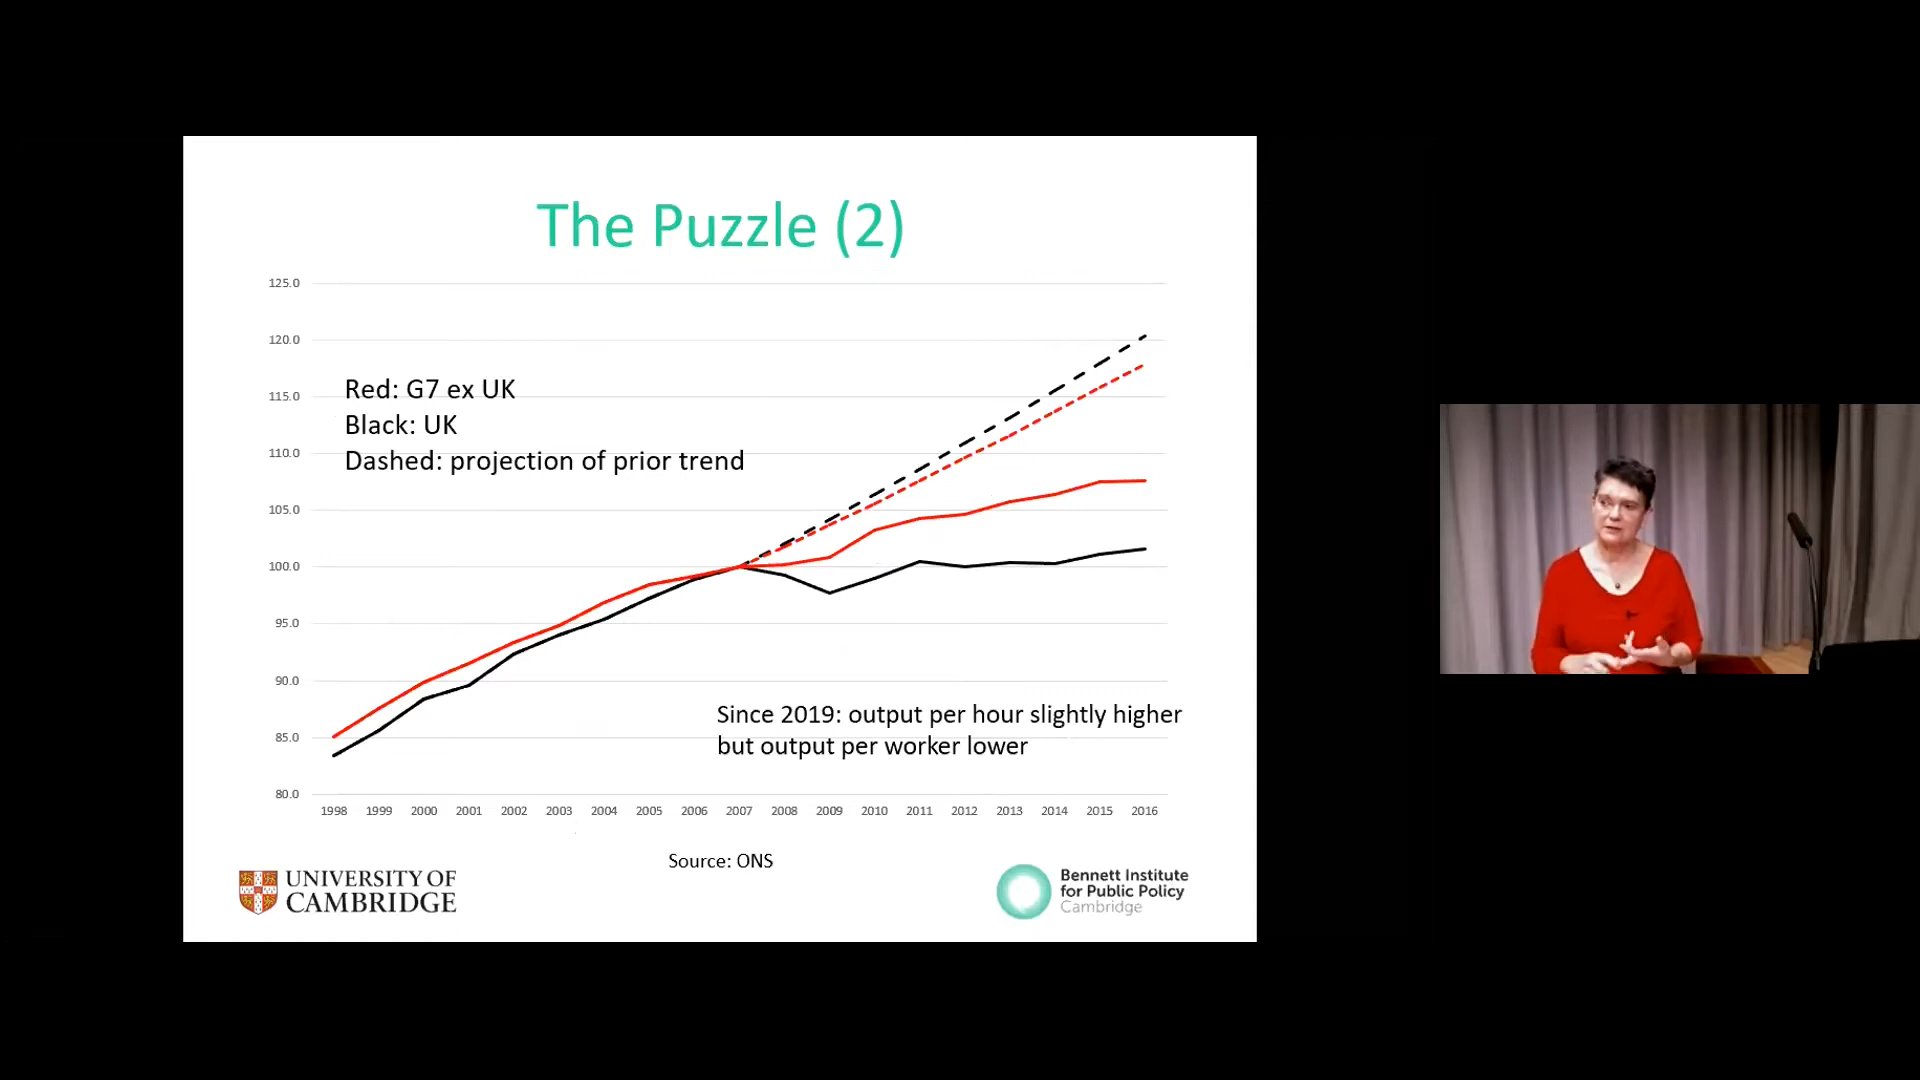 The Puzzle (2)
125.0
120.0
115.0
110.0
105.0
100.0
95.0
90.0
85.0
80.0
Red: G7 ex UK
Black: UK
Dashed: projection of prior trend
Since 2019: output per hour slightly higher
but output per worker lower
1998 1999 2000 2001 2002 2003 2004 2005 2006 2007 2008 2009 2010 2011 2012 2013 2014 2015 2016
Source: ONS
UNIVERSITY OF
CAMBRIDGE
Bennett Institute
for Public Policy
Cambridge